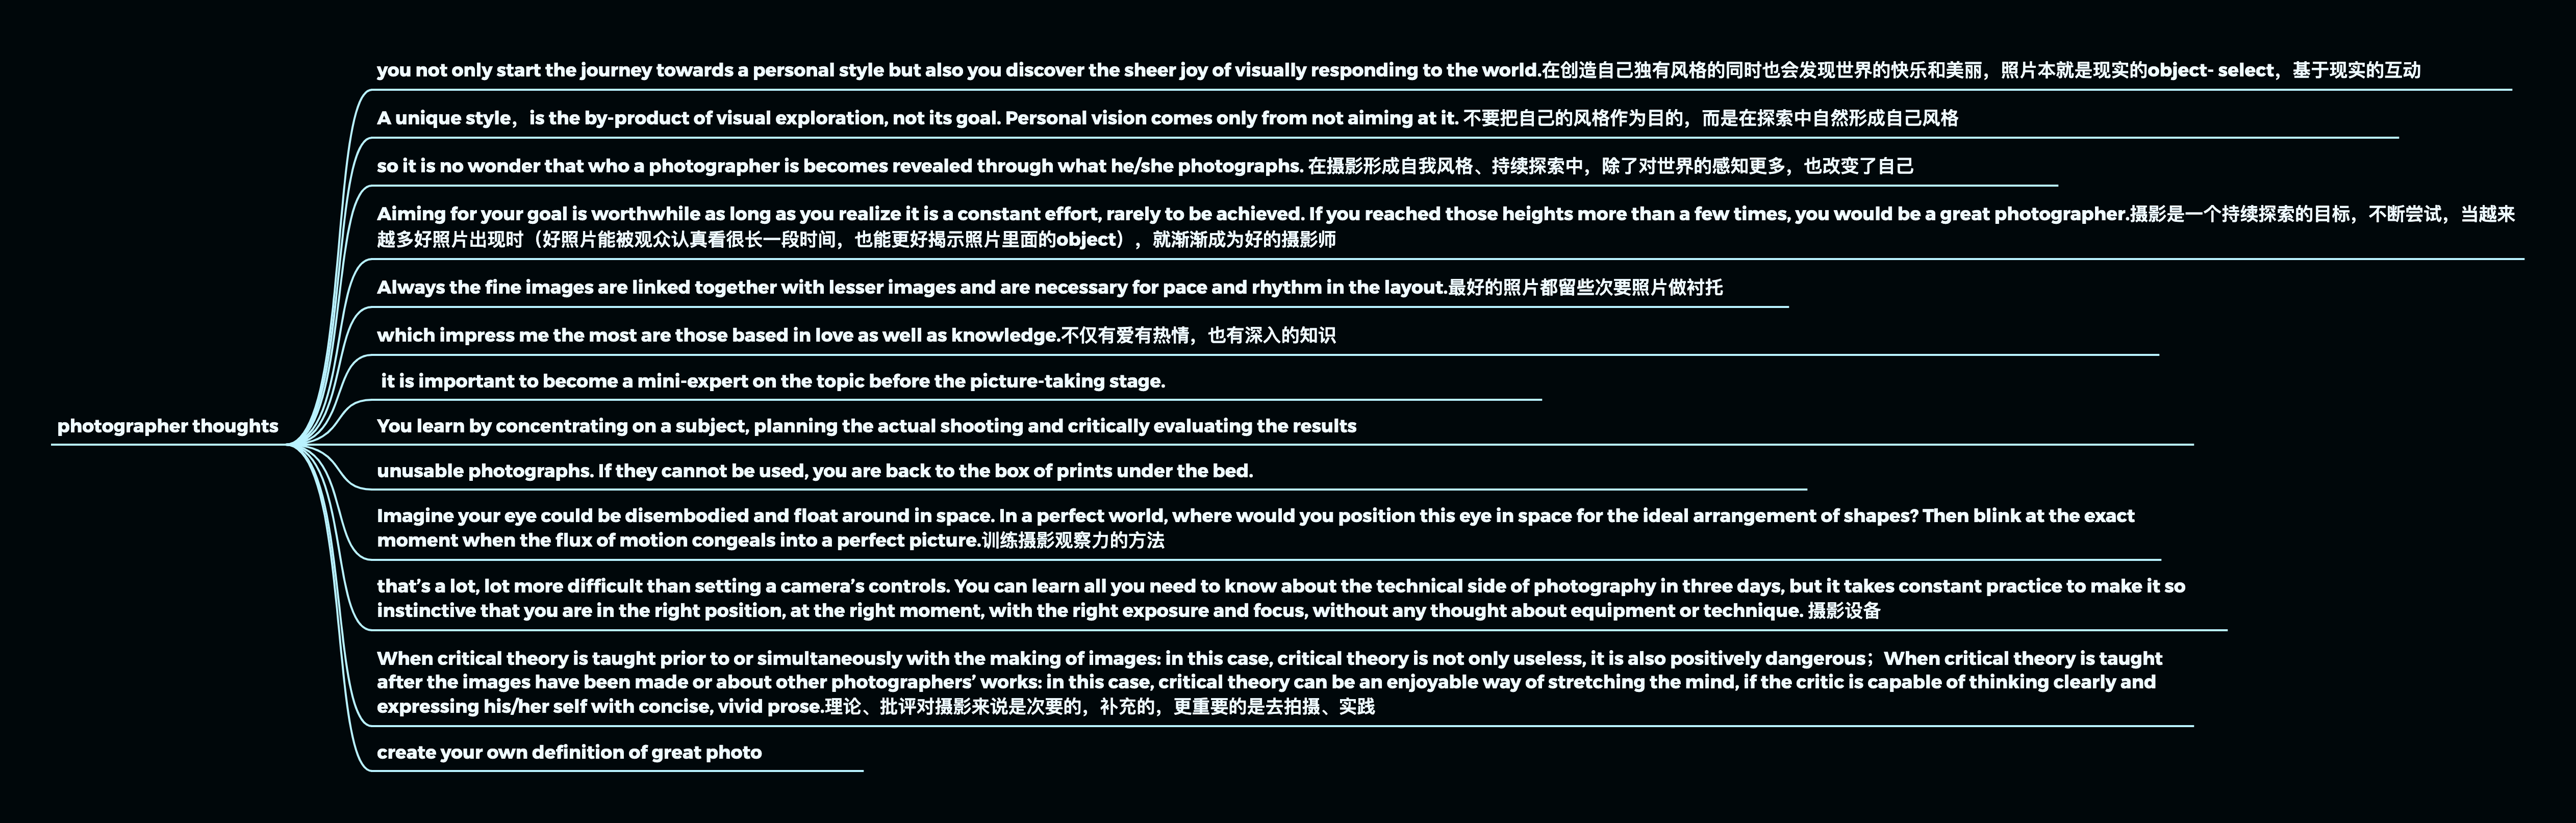 you not only start the journey towards a personal style but also you discover the sheer joy of visually responding to the world.在创造自己独有风格的同时也会发现世界的快乐和美丽，照片本就是现实的object- select，基于现实的互动
A unique style，is the by-product of visual exploration, not its goal. Personal vision comes only from not aiming at it. 不要把自己的风格作为目的，而是在探索中自然形成自己风格
so it is no wonder that who a photographer is becomes revealed through what he/she photographs. 在摄影形成自我风格、持续探索中，除了对世界的感知更多，也改变了自己
Aiming for your goal is worthwhile as long as you realize it is a constant effort, rarely to be achieved. If you reached those heights more than a few times, you would be a great photographer.摄影是一个持续探索的目标，不断尝试，当越来
越多好照片出现时（好照片能被观众认真看很长一段时间，也能更好揭示照片里面的object），就渐渐成为好的摄影师
Always the fine images are linked together with lesser images and are necessary for pace and rhythm in the layout.最好的照片都留些次要照片做衬托
which impress me the most are those based in love as well as knowledge.不仅有爱有热情，也有深入的知识
it is important to become a mini-expert on the topic before the picture-taking stage.
photographer thoughts
You learn by concentrating on a subject, planning the actual shooting and critically evaluating the results
unusable photographs. If they cannot be used, you are back to the box of prints under the bed.
Imagine your eye could be disembodied and float around in space. In a perfect world, where would you position this eye in space for the ideal arrangement of shapes? Then blink at the exact
moment when the flux of motion congeals into a perfect picture.训练摄影观察力的方法
that’s a lot, lot more difficult than setting a camera’s controls. You can learn all you need to know about the technical side of photography in three days, but it takes constant practice to make it so
instinctive that you are in the right position, at the right moment, with the right exposure and focus, without any thought about equipment or technique. 摄影设备
When critical theory is taught prior to or simultaneously with the making of images: in this case, critical theory is not only useless, it is also positively dangerous；When critical theory is taught
after the images have been made or about other photographers’ works: in this case, critical theory can be an enjoyable way of stretching the mind, if the critic is capable of thinking clearly and
expressing his/her self with concise, vivid prose.理论、批评对摄影来说是次要的，补充的，更重要的是去拍摄、实践
create your own definition of great photo